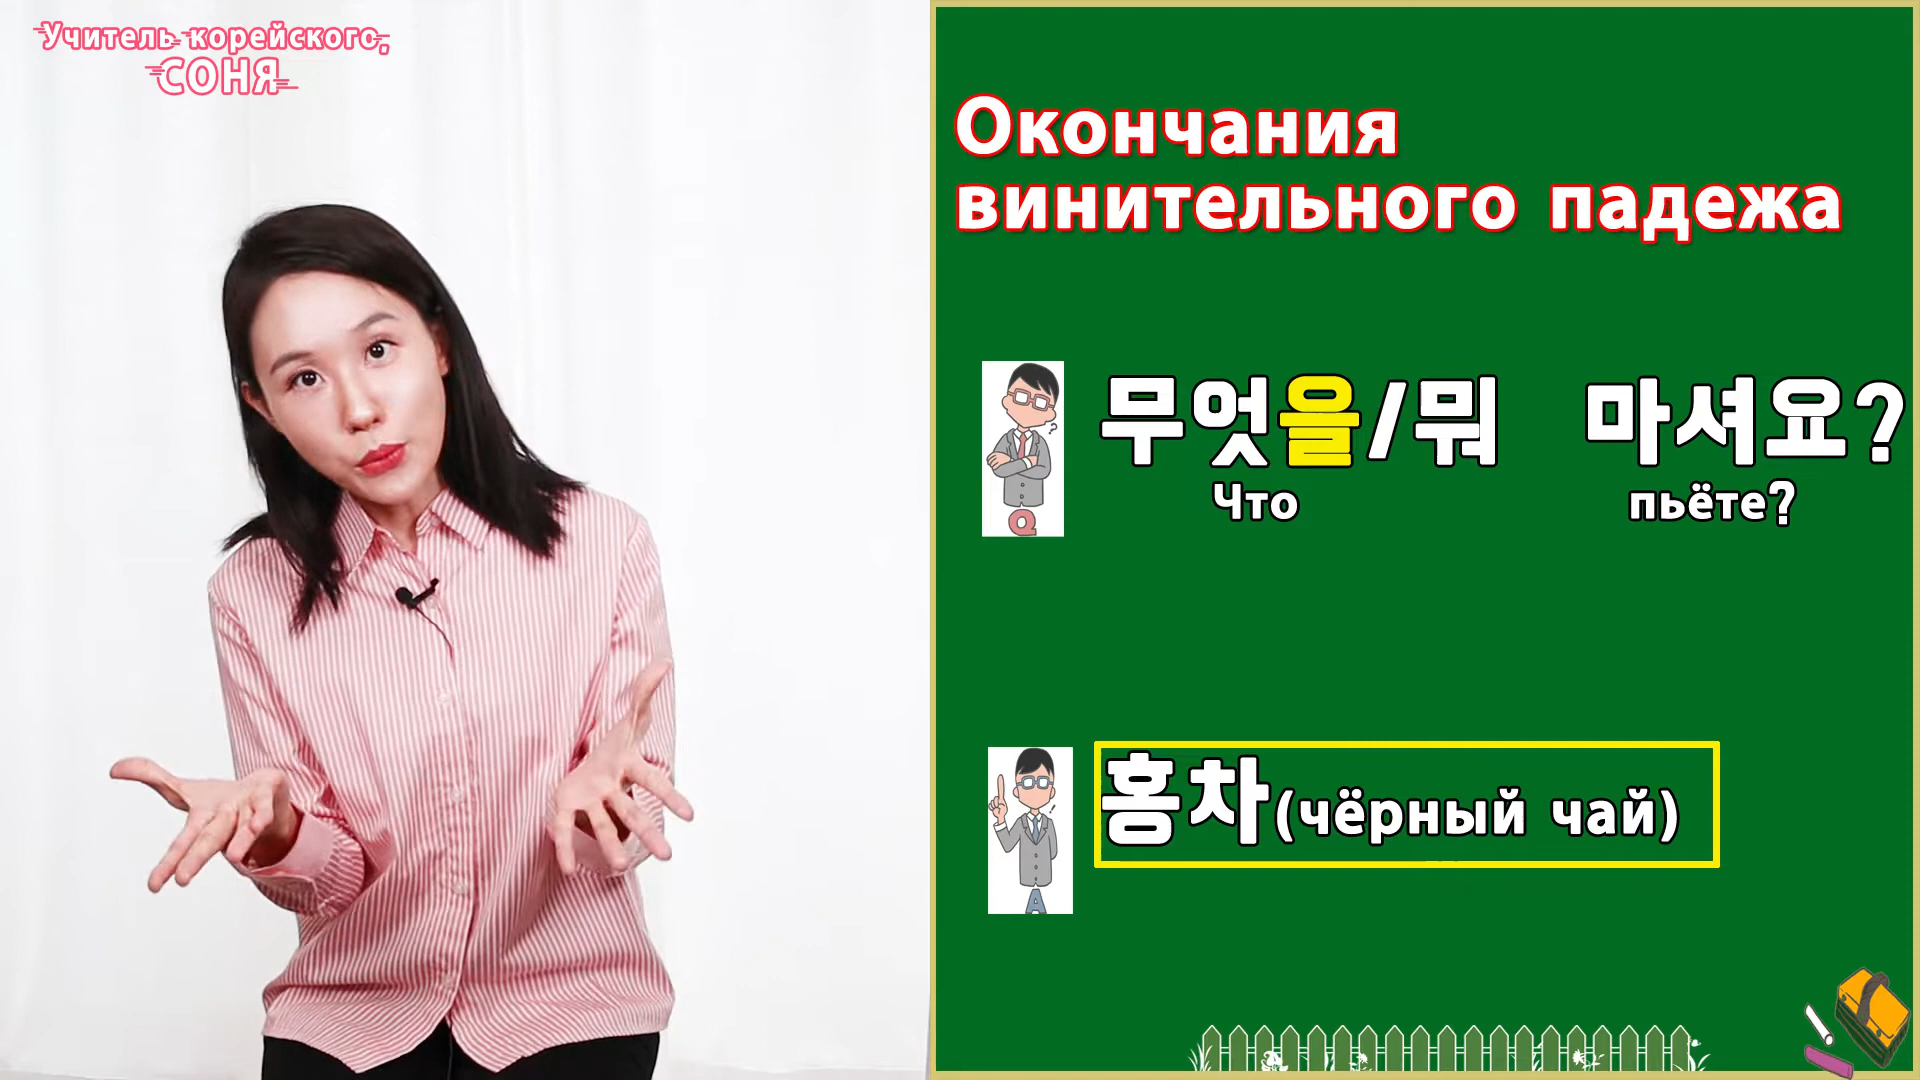 Учитель корейского,
СОНЯ
Окончания
винительного падежа
무엇을/뭐 마셔요?
Что пьёте?
Q
홍차(чёрный чай)
A